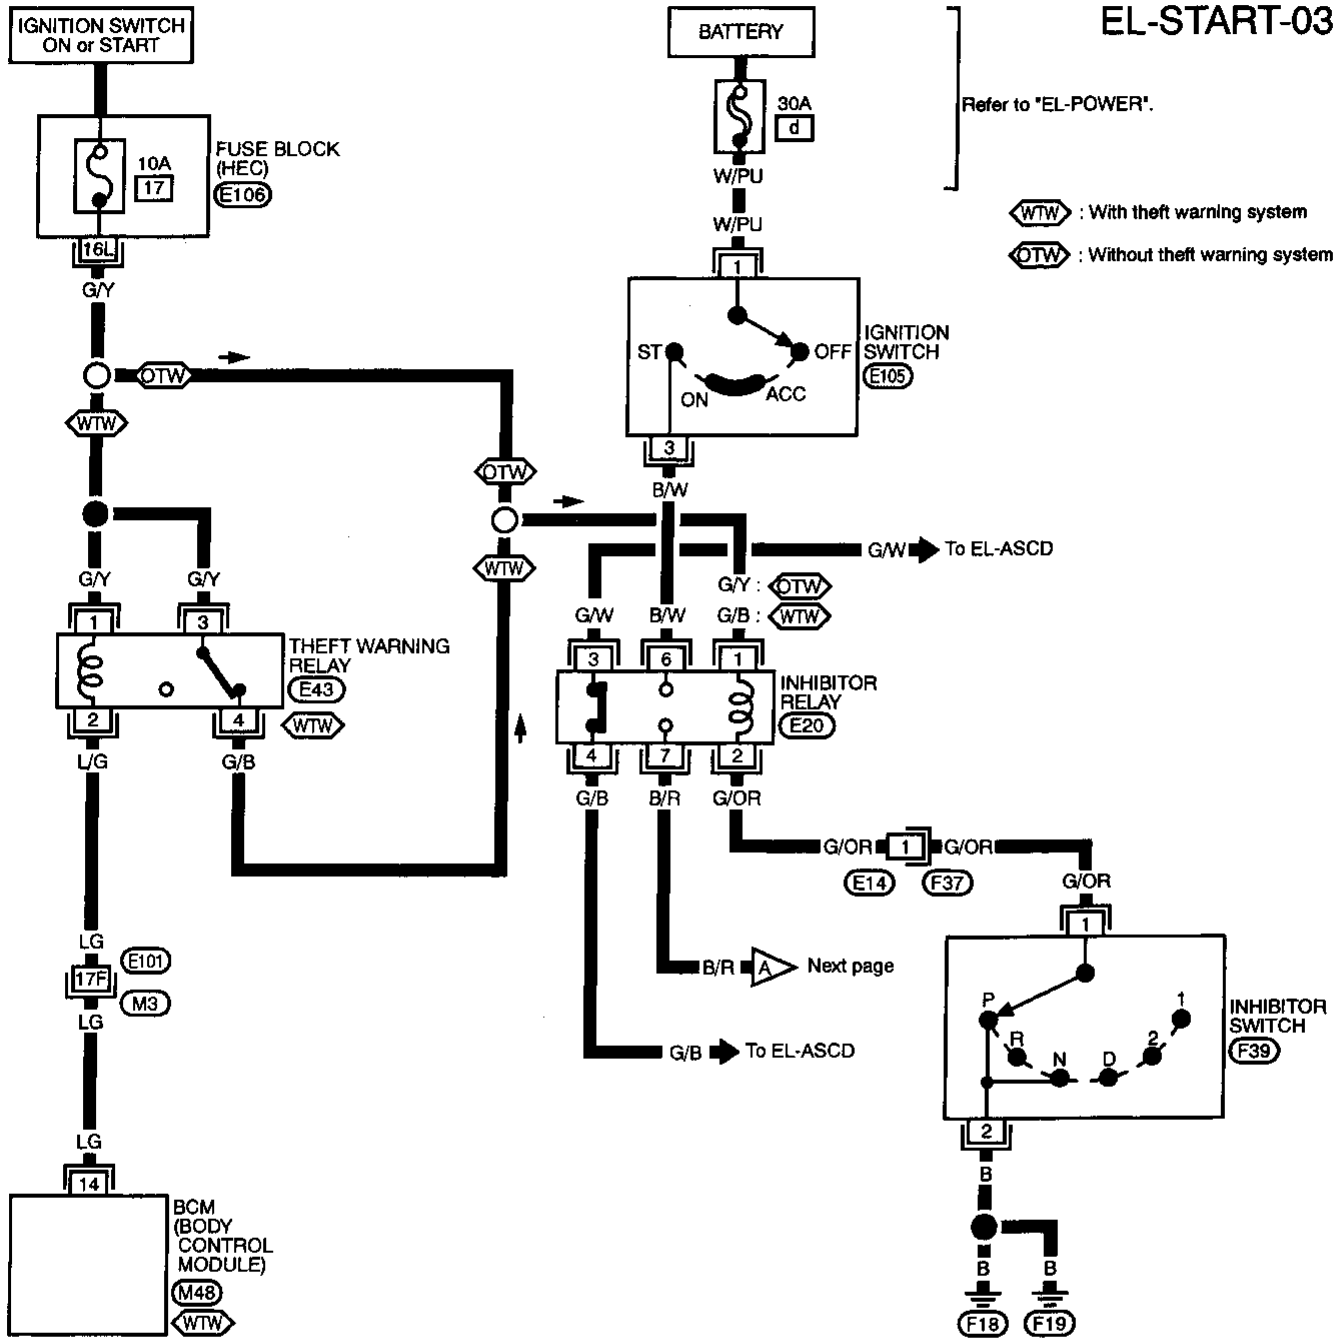 EL-START-03
IGNITION SWITCH
ON or START
BATTERY
Refer to "EL-POWER".
30A
d
FUSE BLOCK
(HEC)
E106
10A
17
W/PU
W/PU
WTW : With theft warning system
OTW : Without theft warning system
16L
1
G/Y
IGNITION
SWITCH
E105
ST
OFF
ON
ACC
OTW
WTW
3
B/W
OTW
G/W
To EL-ASCD
WTW
G/Y
G/Y
G/Y : OTW
G/W
B/W
G/B : WTW
1
3
THEFT WARNING
RELAY
E43
WTW
3
6
1
INHIBITOR
RELAY
E20
2
4
4
7
2
L/G
G/B
G/B
B/R
G/OR
G/OR
1
G/OR
E14
F37
G/OR
1
LG
E101
17F
M3
LG
B/R
A
Next page
P
R
N
D
2
1
INHIBITOR
SWITCH
F39
G/B
To EL-ASCD
2
LG
14
B
BCM
(BODY
CONTROL
MODULE)
M48
WTW
B
B
F18
F19